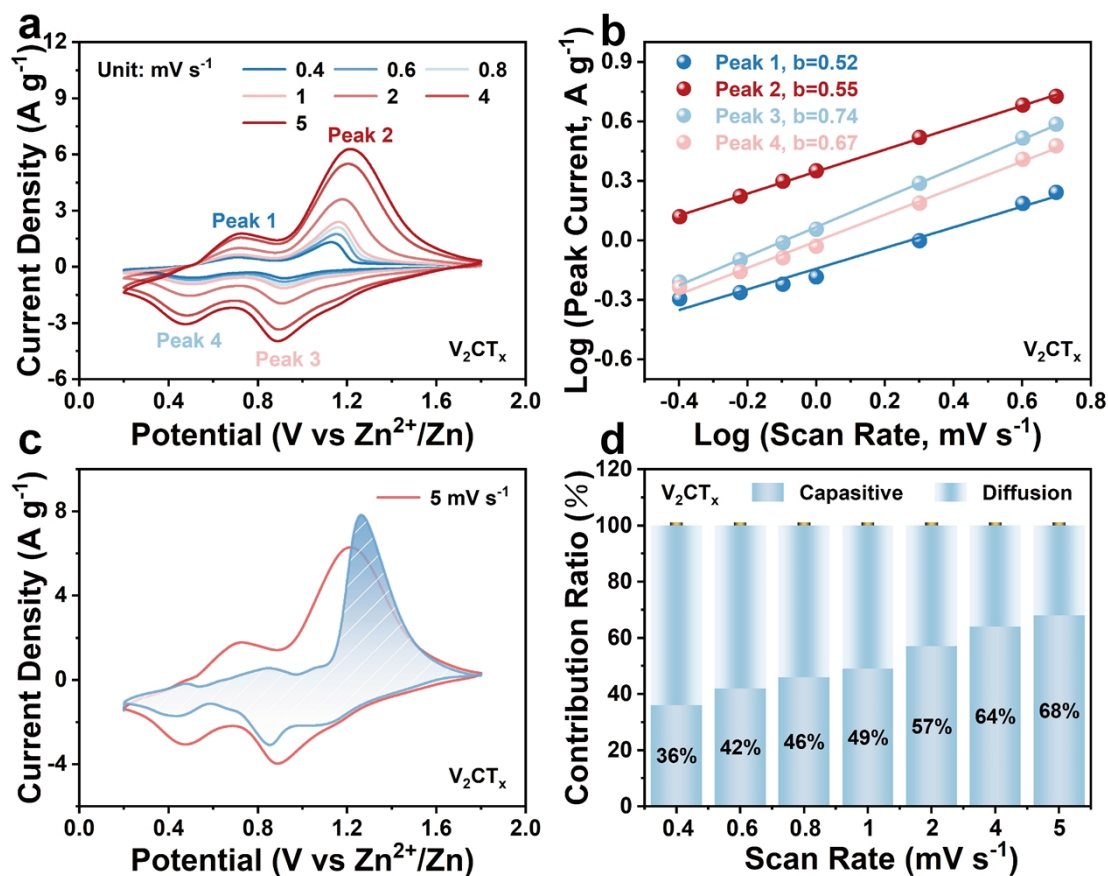 a
Current Density (A g⁻¹)
12
9
6
3
0
-3
-6
Unit: mV s⁻¹
0.4 0.6 0.8
1 2 4
5
Peak 2
Peak 1
Peak 4
Peak 3
V₂CTₓ
0.0 0.4 0.8 1.2 1.6 2.0
Potential (V vs Zn²⁺/Zn)
b
Log (Peak Current, A g⁻¹)
0.9
0.6
0.3
0.0
-0.3
-0.6
Peak 1, b=0.52
Peak 2, b=0.55
Peak 3, b=0.74
Peak 4, b=0.67
V₂CTₓ
-0.4 -0.2 0.0 0.2 0.4 0.6 0.8
Log (Scan Rate, mV s⁻¹)
c
Current Density (A g⁻¹)
8
4
0
-4
5 mV s⁻¹
V₂CTₓ
0.0 0.4 0.8 1.2 1.6 2.0
Potential (V vs Zn²⁺/Zn)
d
Contribution Ratio (%)
120
100
80
60
40
20
0
V₂CTₓ Capasitive Diffusion
36% 42% 46% 49% 57% 64% 68%
0.4 0.6 0.8 1 2 4 5
Scan Rate (mV s⁻¹)